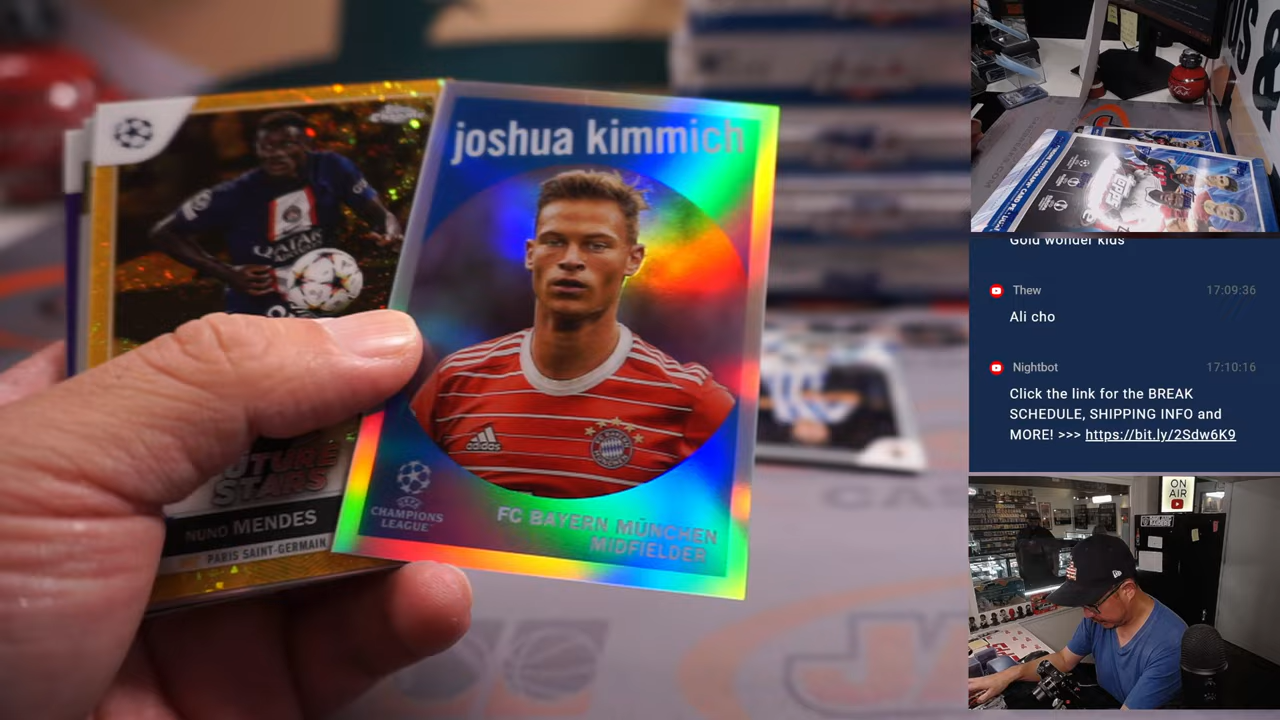 joshua kimmich
adidas
UEFA
CHAMPIONS
LEAGUE
FC BAYERN MÜNCHEN
MIDFIELDER
QATAR
FUTURE
STARS
NUNO MENDES
PARIS SAINT-GERMAIN
Gold wonder kids
Thew 17:09:36
Ali cho
Nightbot 17:10:16
Click the link for the BREAK
SCHEDULE, SHIPPING INFO and
MORE! >>> https://bit.ly/2Sdw6K9
ON
AIR